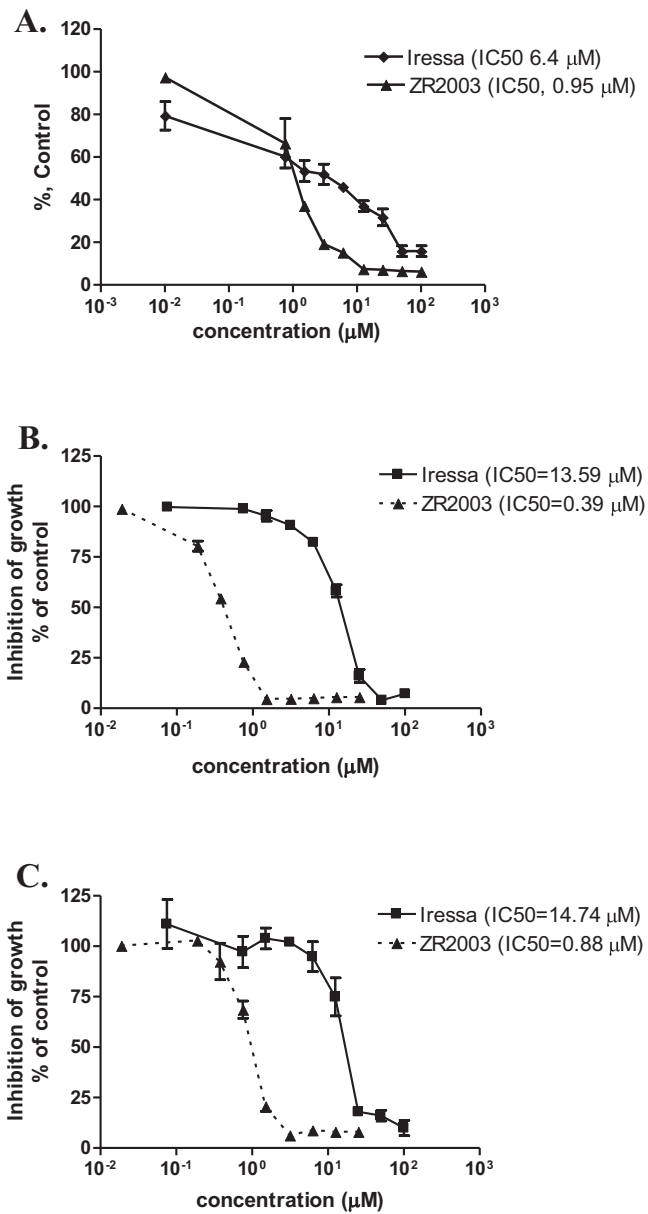 A.
120
100
80
60
40
20
0
%, Control
10-3 10-2 10-1 100 101 102 103
concentration (µM)
Iressa (IC50 6.4 µM)
ZR2003 (IC50, 0.95 µM)
B.
125
100
75
50
25
0
Inhibition of growth
% of control
10-2 10-1 100 101 102 103
concentration (µM)
Iressa (IC50=13.59 µM)
ZR2003 (IC50=0.39 µM)
C.
125
100
75
50
25
0
Inhibition of growth
% of control
10-2 10-1 100 101 102 103
concentration (µM)
Iressa (IC50=14.74 µM)
ZR2003 (IC50=0.88 µM)